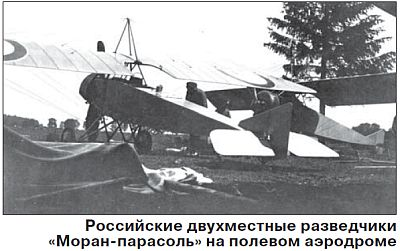 Российские двухместные разведчики
«Моран-парасоль» на полевом аэродроме